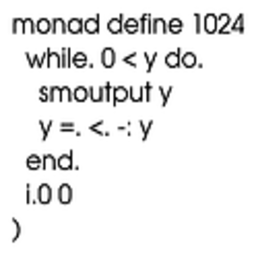 monad define 1024
while. 0 < y do.
smoutput y
y =. <. -: y
end.
i.0 0
)